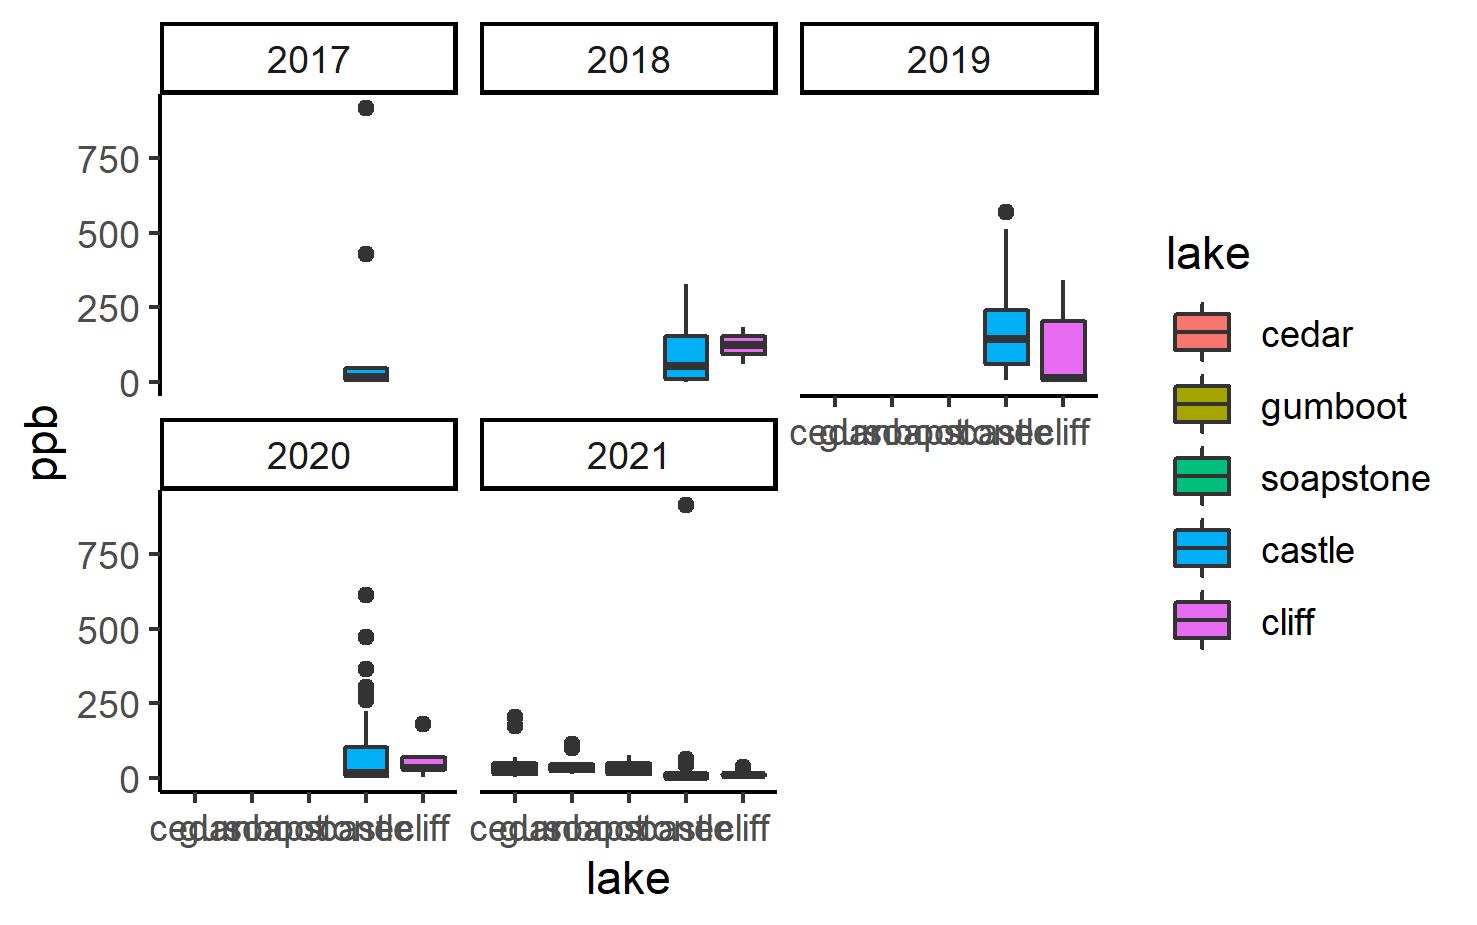 2017 2018 2019
750
500
250
0
cedar gumboot soapstone castle cliff
2020 2021
750
500
250
0
cedar gumboot soapstone castle cliff cedar gumboot soapstone castle cliff
lake
ppb
lake
cedar
gumboot
soapstone
castle
cliff